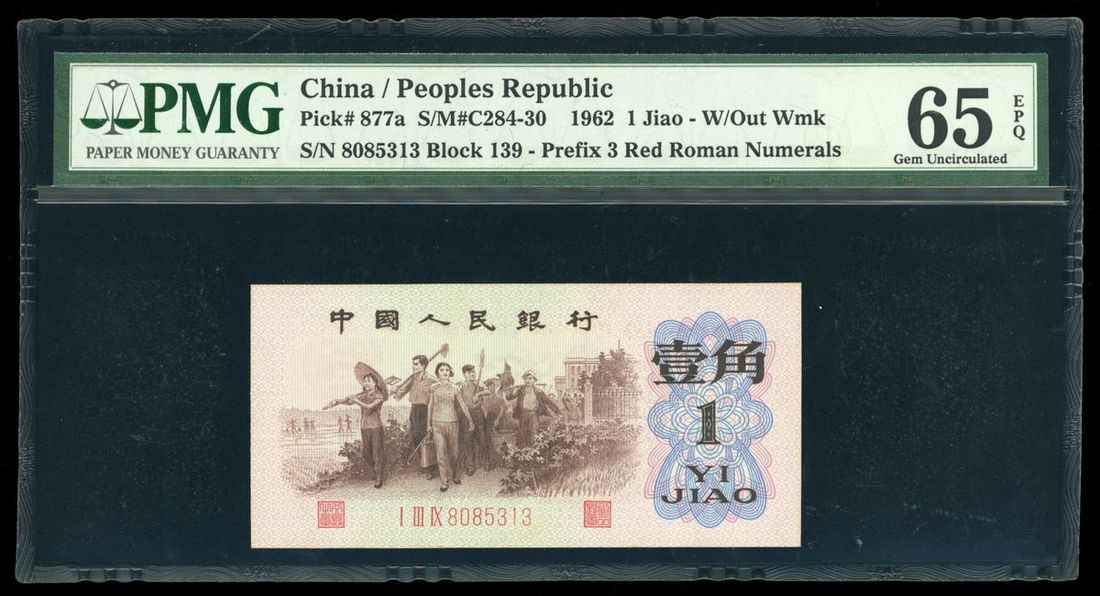 PMG
PAPER MONEY GUARANTY
China / Peoples Republic
Pick# 877a S/M#C284-30 1962 1 Jiao - W/Out Wmk
S/N 8085313 Block 139 - Prefix 3 Red Roman Numerals
65 EPQ
Gem Uncirculated
中國人民銀行
壹角
1
YI
JIAO
I III IX 8085313